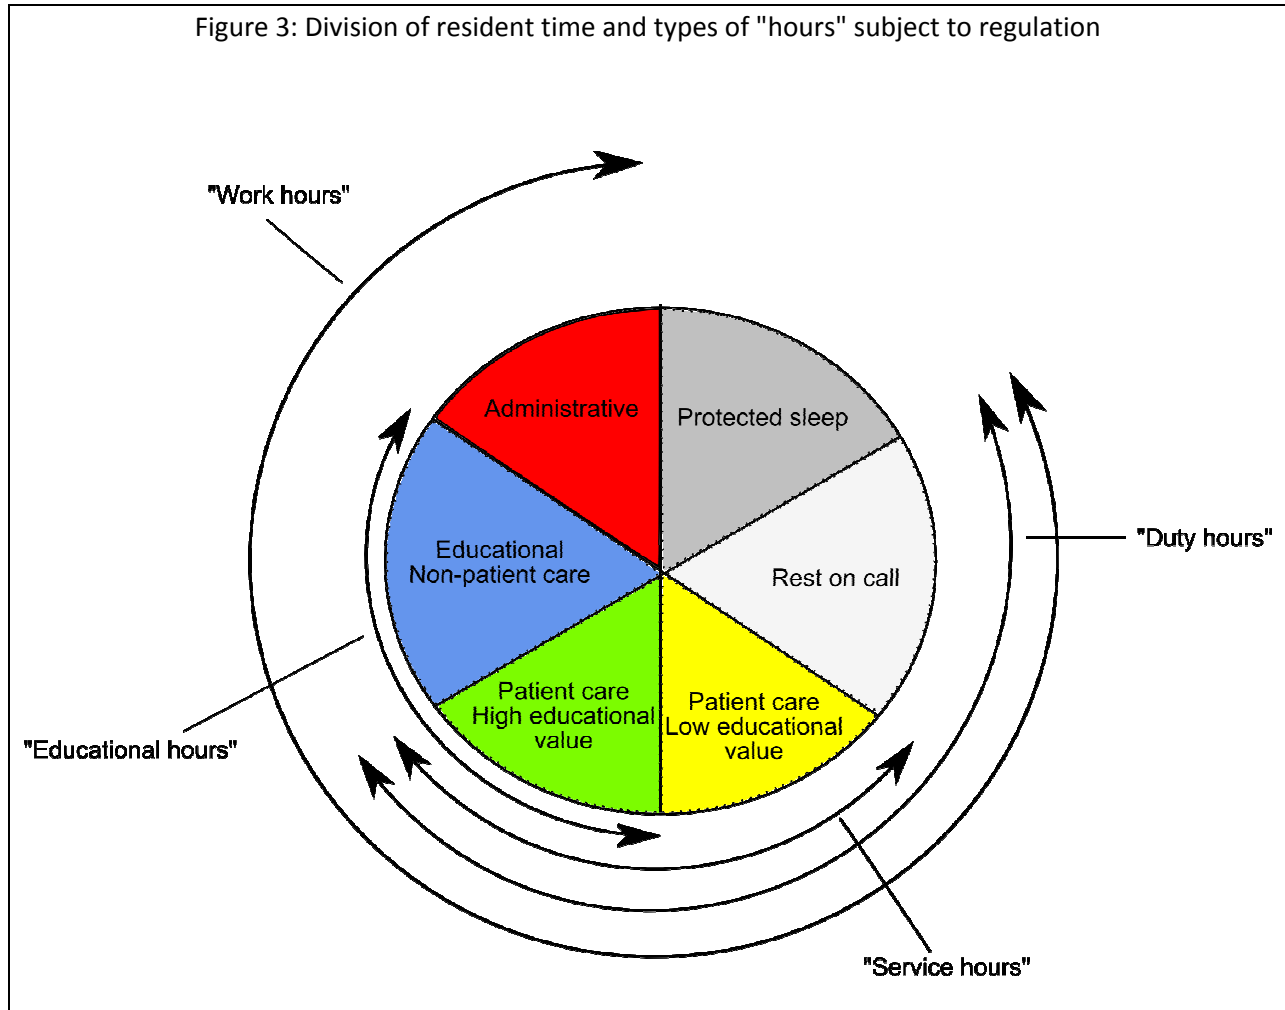 Figure 3: Division of resident time and types of "hours" subject to regulation
"Work hours"
Administrative
Protected sleep
"Duty hours"
Educational
Non-patient care
Rest on call
Patient care
High educational
value
Patient care
Low educational
value
"Educational hours"
"Service hours"